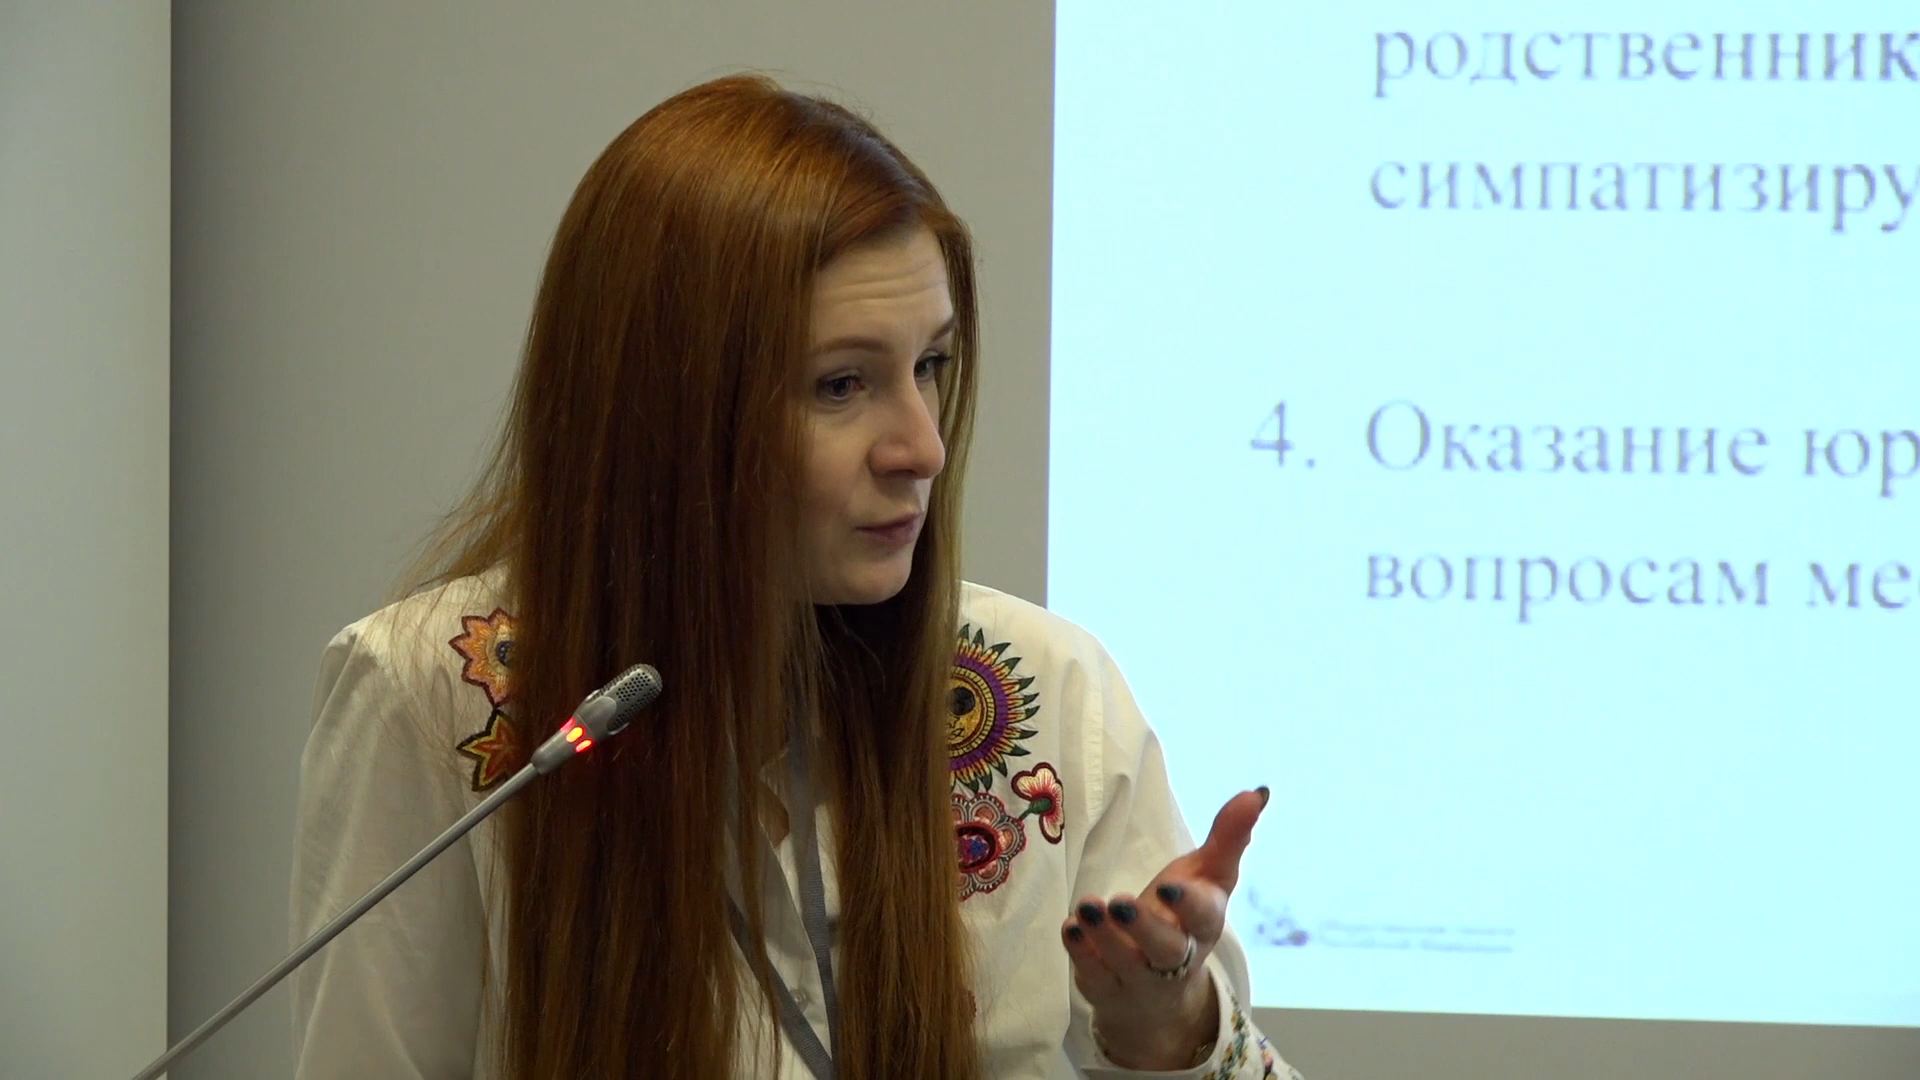 родственник
симпатизиру
4. Оказание юр
вопросам ме